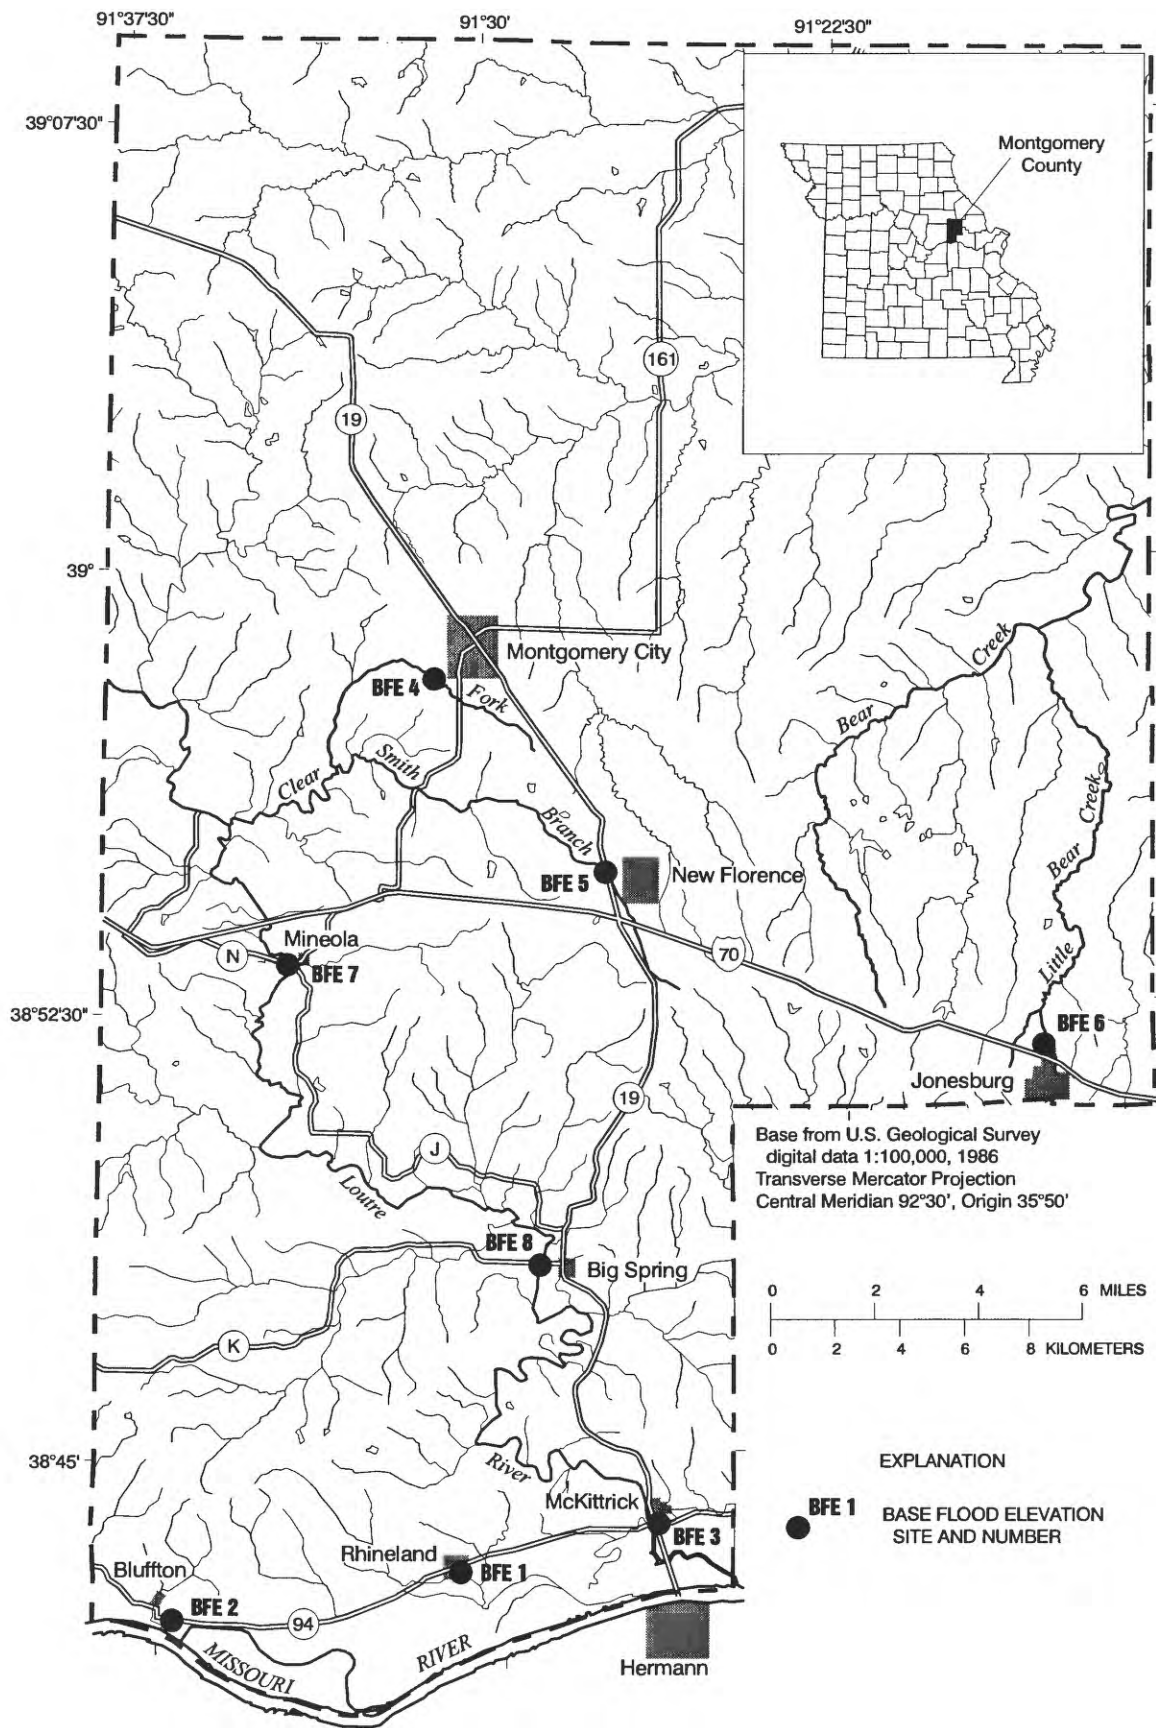 91°37'30"
91°30'
91°22'30"
39°07'30"
Montgomery
County
161
19
39°
Montgomery City
BFE 4
Fork
Smith
Clear
Branch
Bear
Creek
Creek
Bear
Little
BFE 5
New Florence
Mineola
N
BFE 7
70
38°52'30"
BFE 6
Jonesburg
19
Base from U.S. Geological Survey
digital data 1:100,000, 1986
Transverse Mercator Projection
Central Meridian 92°30', Origin 35°50'
J
Loutre
BFE 8
Big Spring
0 2 4 6 MILES
0 2 4 6 8 KILOMETERS
K
38°45'
River
EXPLANATION
McKittrick
BFE 3
BFE 1
BASE FLOOD ELEVATION
SITE AND NUMBER
Rhineland
BFE 1
Bluffton
BFE 2
94
MISSOURI
RIVER
Hermann